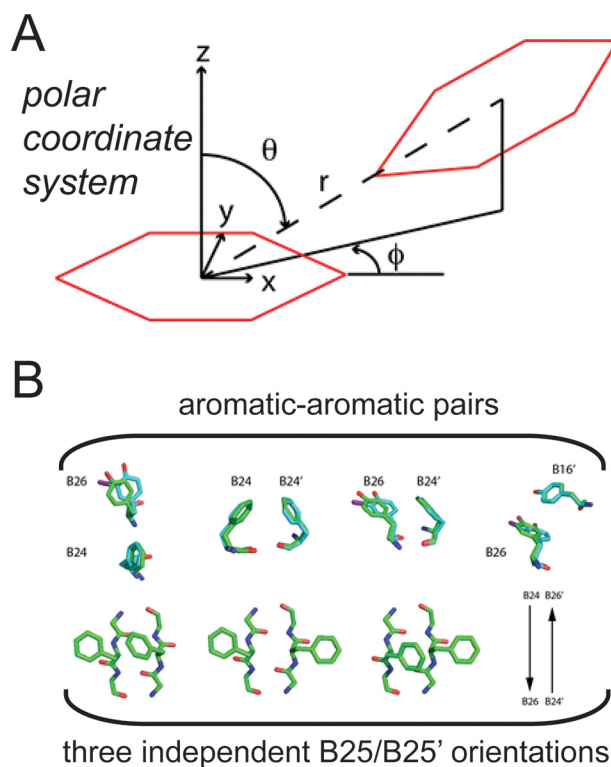 A
polar
coordinate
system
z
θ
r
y
x
ϕ
B
aromatic-aromatic pairs
B26
B24
B24
B24'
B26
B24'
B16'
B26
B24 B26'
B26 B24'
three independent B25/B25' orientations